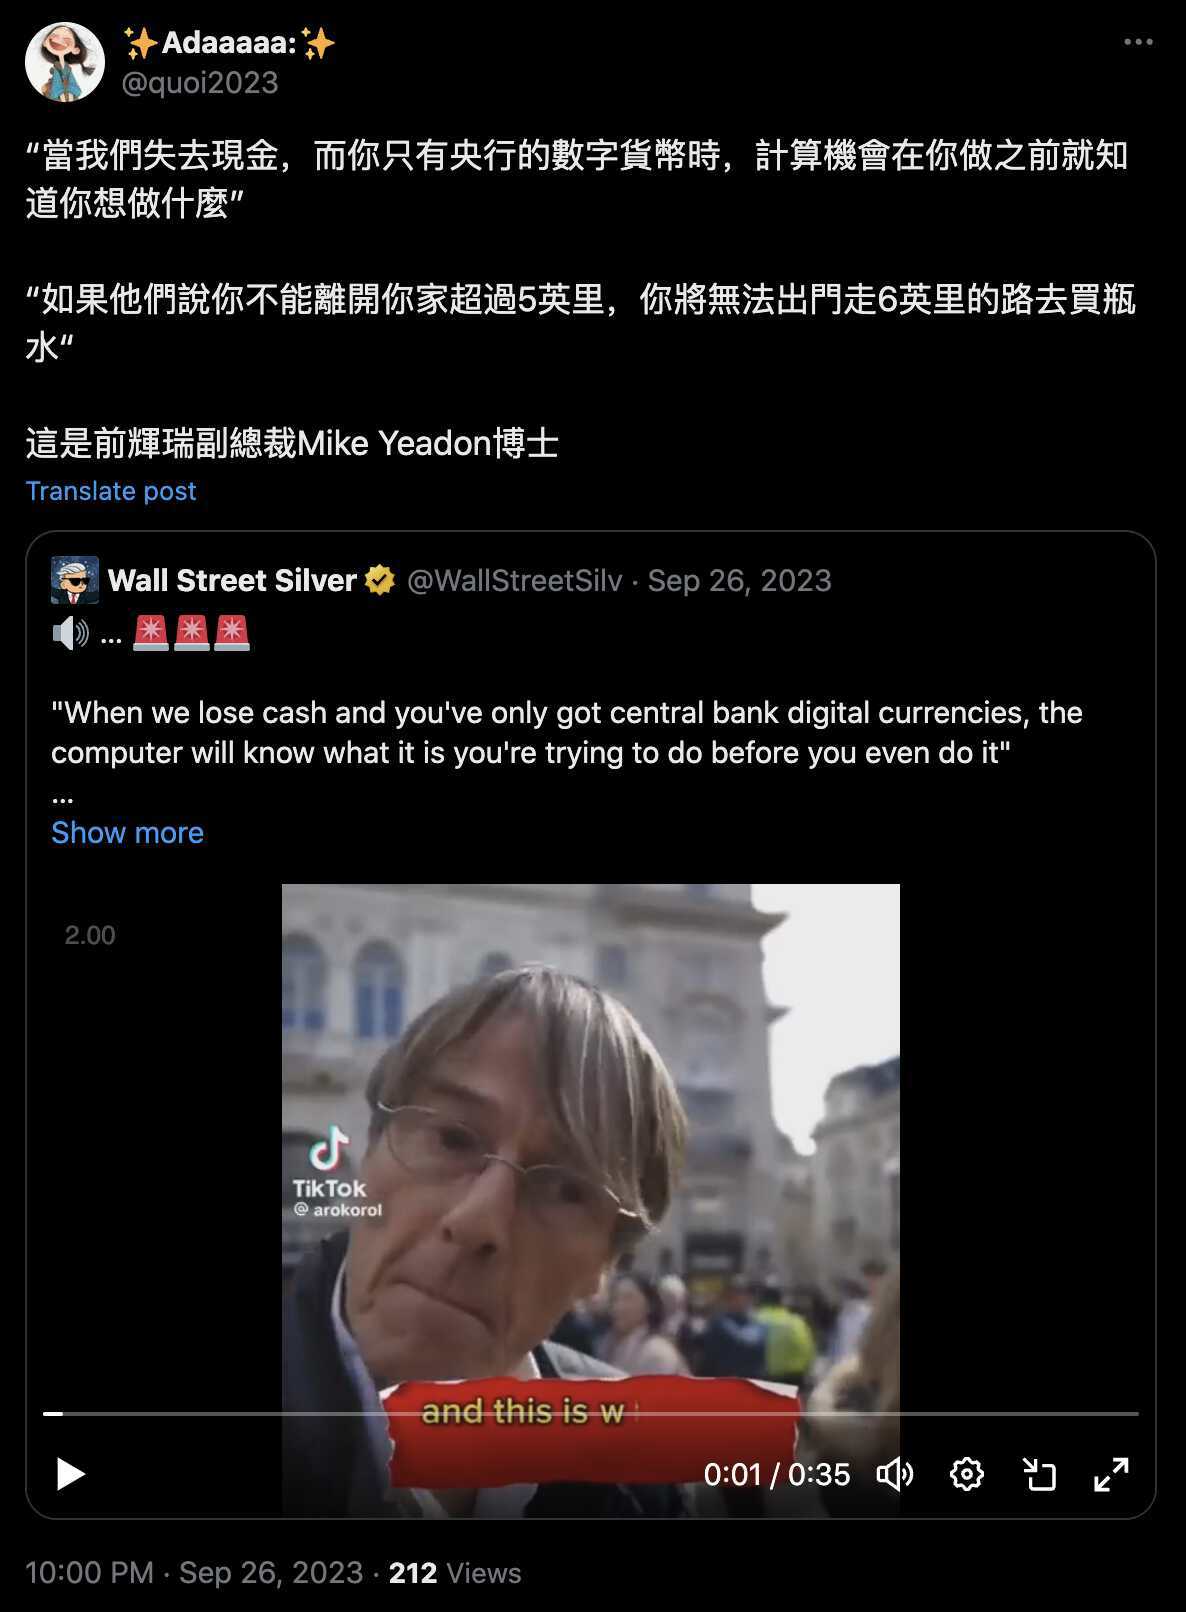 ✨Adaaaaa:✨
@quoi2023
“當我們失去現金，而你只有央行的數字貨幣時，計算機會在你做之前就知
道你想做什麼”
“如果他們說你不能離開你家超過5英里，你將無法出門走6英里的路去買瓶
水“
這是前輝瑞副總裁Mike Yeadon博士
Translate post
Wall Street Silver @WallStreetSilv · Sep 26, 2023
🔊 ... 🚨🚨🚨
"When we lose cash and you've only got central bank digital currencies, the
computer will know what it is you're trying to do before you even do it"
...
Show more
2.00
TikTok
@ arokorol
and this is w
0:01 / 0:35
10:00 PM · Sep 26, 2023 · 212 Views